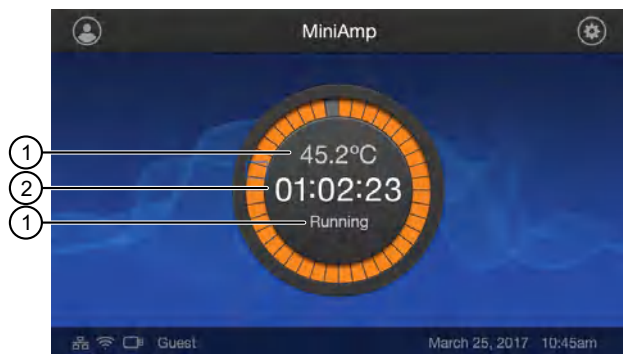 MiniAmp
1
45.2°C
2
01:02:23
1
Running
Guest
March 25, 2017 10:45am